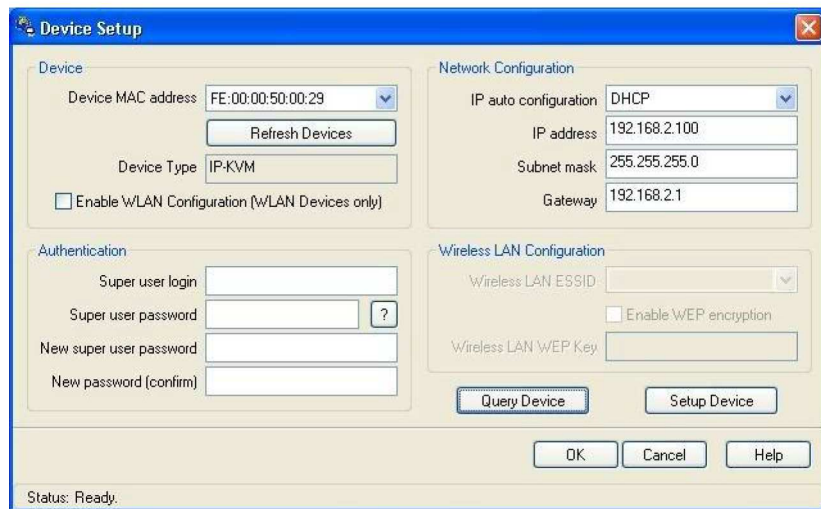 Device Setup
Device
Device MAC address FE:00:00:50:00:29
Refresh Devices
Device Type IP-KVM
Enable WLAN Configuration (WLAN Devices only)
Network Configuration
IP auto configuration DHCP
IP address 192.168.2.100
Subnet mask 255.255.255.0
Gateway 192.168.2.1
Authentication
Super user login
Super user password ?
New super user password
New password (confirm)
Wireless LAN Configuration
Wireless LAN ESSID
Enable WEP encryption
Wireless LAN WEP Key
Query Device Setup Device
OK Cancel Help
Status: Ready.